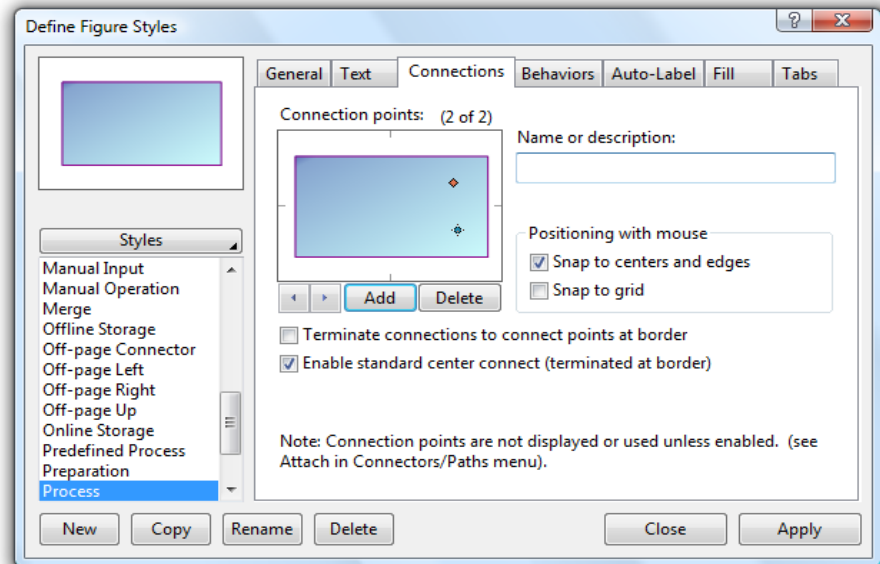 Define Figure Styles
?
X
General Text Connections Behaviors Auto-Label Fill Tabs
Connection points: (2 of 2)
Name or description:
Positioning with mouse
Snap to centers and edges
Snap to grid
Add Delete
Terminate connections to connect points at border
Enable standard center connect (terminated at border)
Note: Connection points are not displayed or used unless enabled. (see
Attach in Connectors/Paths menu).
Styles
Manual Input
Manual Operation
Merge
Offline Storage
Off-page Connector
Off-page Left
Off-page Right
Off-page Up
Online Storage
Predefined Process
Preparation
Process
New Copy Rename Delete Close Apply